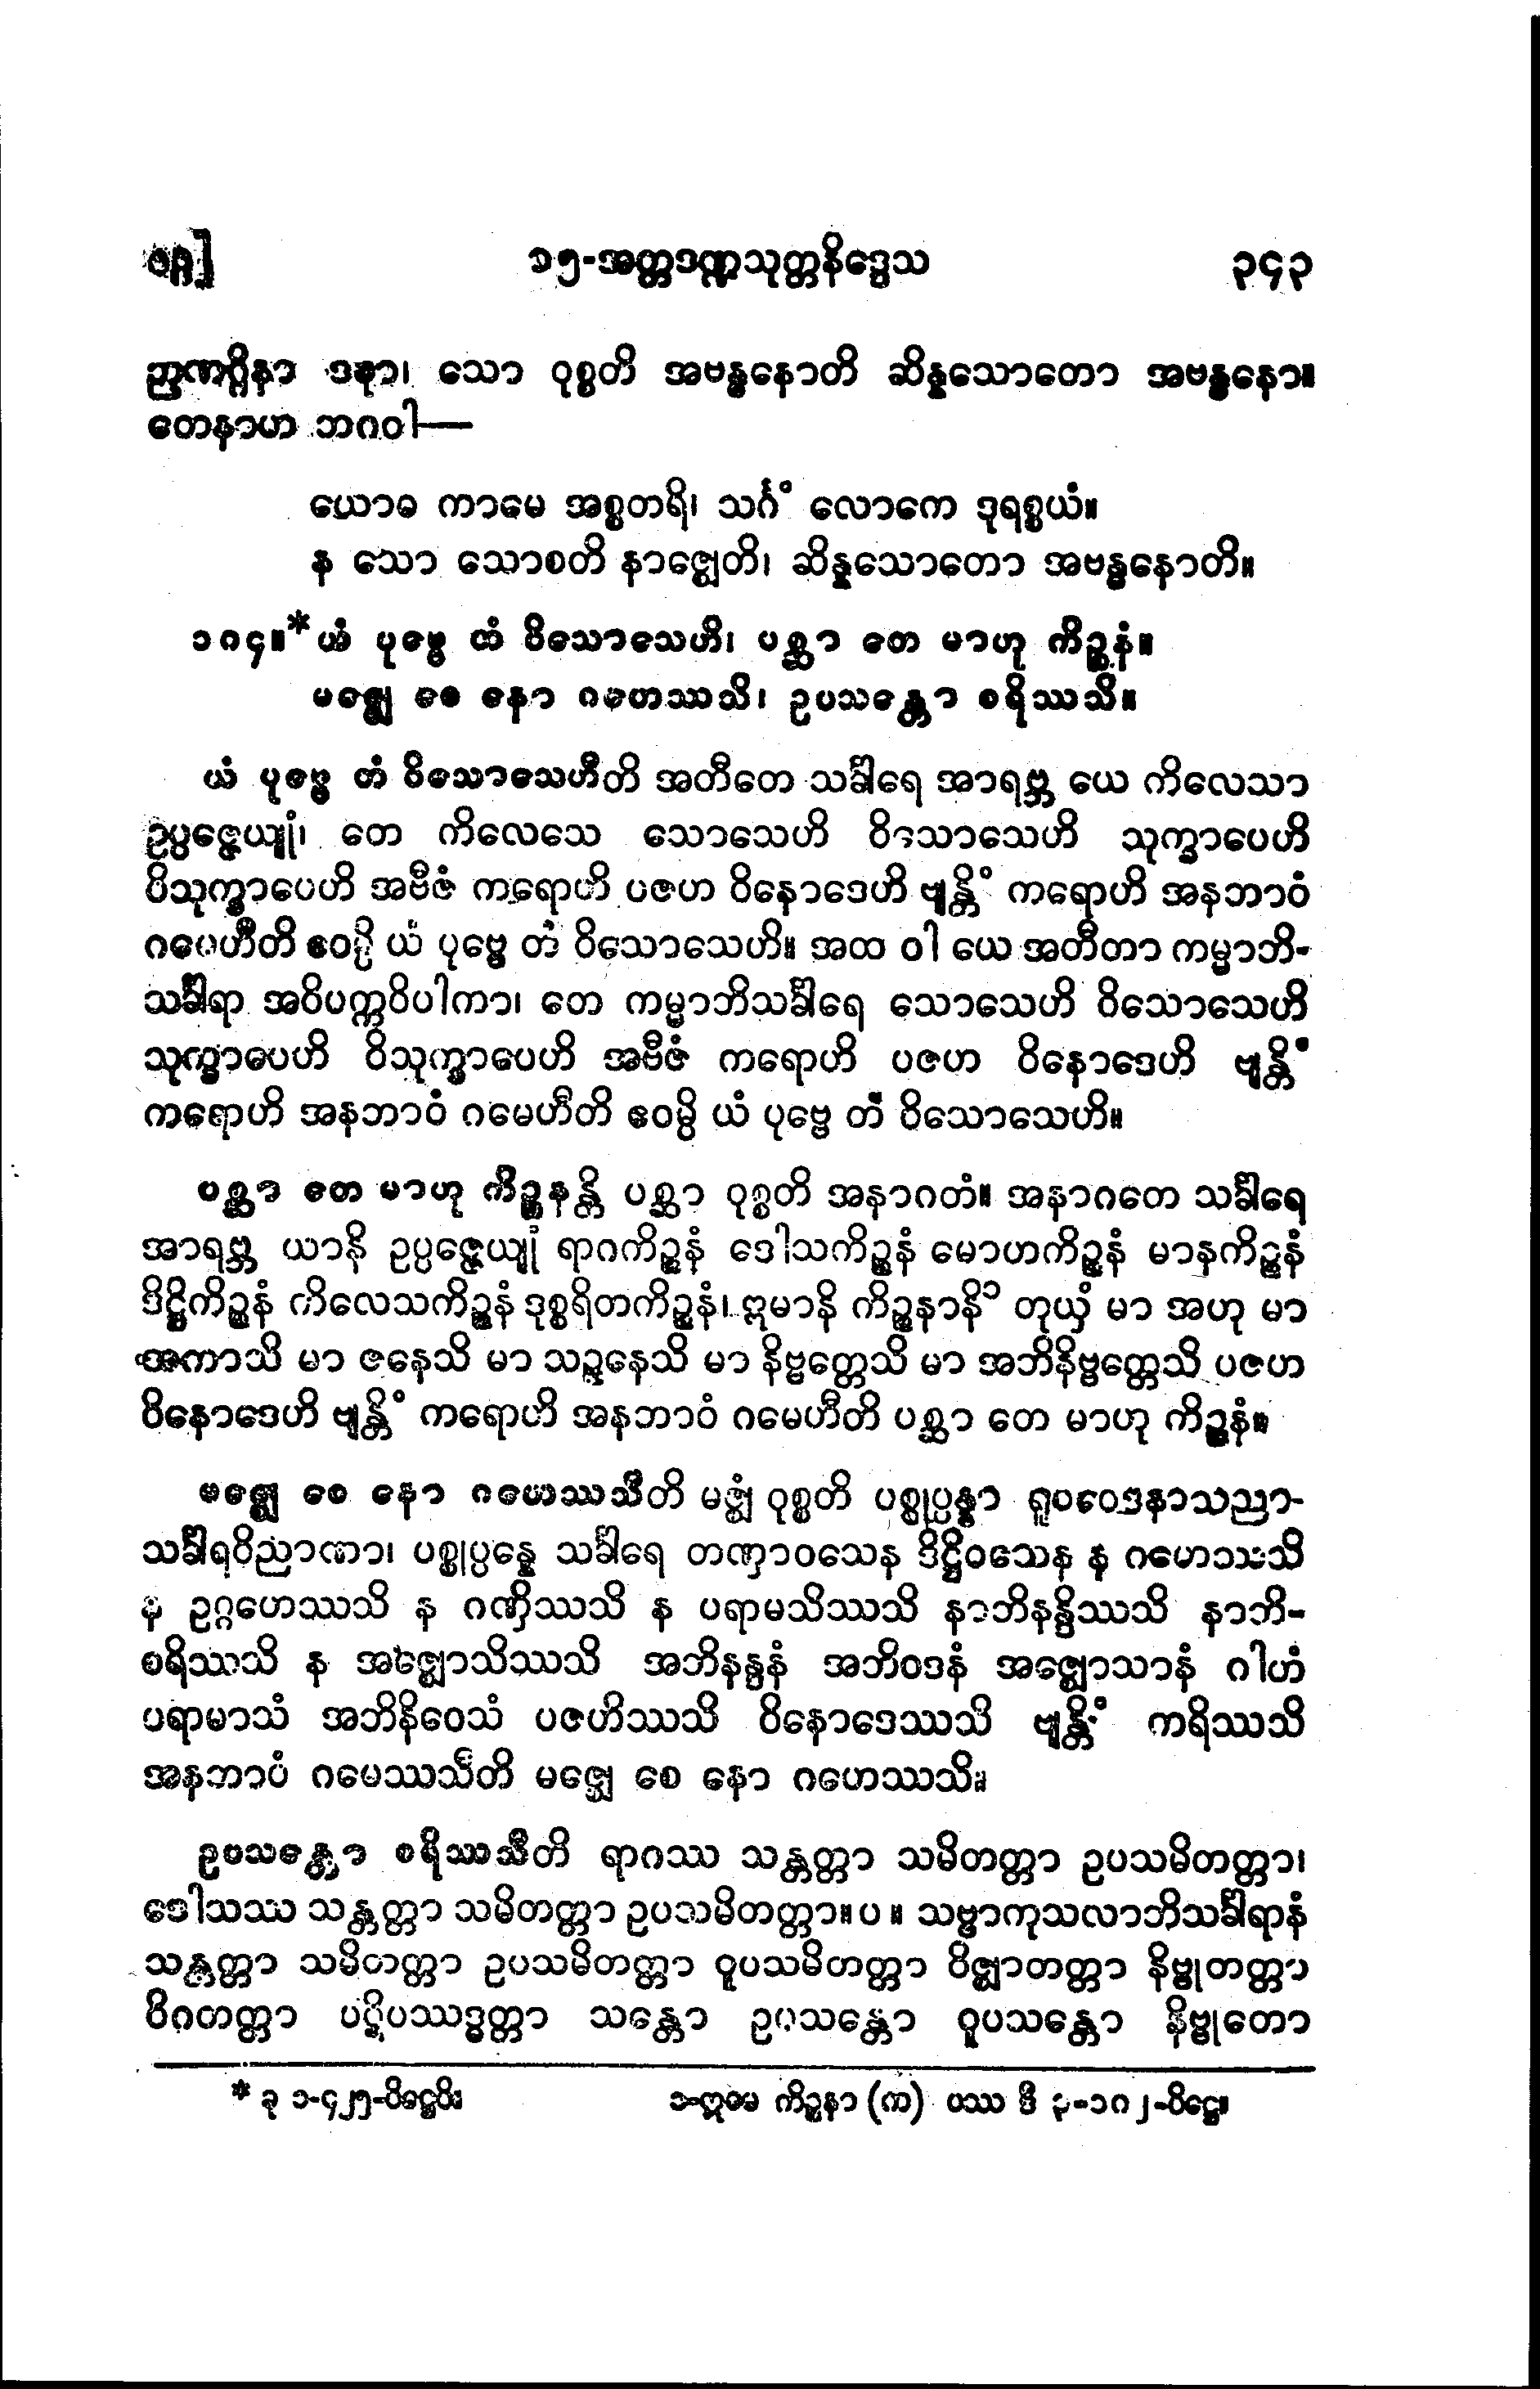 ဝဂ္ဂ] ၁၅-အတ္တဒဏ္ဍသုတ္တနိဒ္ဒေသ ၃၄၃
ဉာဏဂ္ဂိနာ ဒဍ္ဎာ၊ သော ဝုစ္စတိ အဗန္ဓနောတိ ဆိန္နသောတော အဗန္ဓနော။
တေနာဟ ဘဂဝါ—
ယောဓ ကာမေ အစ္စတရိ၊ သင်္ဂံ လောကေ ဒုရစ္စယံ။
န သော သောစတိ နာဇ္ဈေတိ၊ ဆိန္နသောတော အဗန္ဓနောတိ။
၁၈၄။* ယံ ပုဗ္ဗေ တံ ဝိသောသေဟိ၊ ပစ္ဆာ တေ မာဟု ကိဉ္စနံ။
မဇ္ဈေ စေ နော ဂဟေဿသိ၊ ဥပသန္တော စရိဿသိ။
ယံ ပုဗ္ဗေ တံ ဝိသောသေဟီတိ အတီတေ သင်္ခါရေ အာရဗ္ဘ ယေ ကိလေသာ
ဥပ္ပဇ္ဇေယျုံ၊ တေ ကိလေသေ သောသေဟိ ဝိသောသေဟိ သုက္ခာပေဟိ
ဝိသုက္ခာပေဟိ အဗီဇံ ကရောဟိ ပဇဟ ဝိနောဒေဟိ ဗျန္တိံ ကရောဟိ အနဘာဝံ
ဂမေဟီတိ ဧဝမ္ပိ ယံ ပုဗ္ဗေ တံ ဝိသောသေဟိ။ အထ ဝါ ယေ အတီတာ ကမ္မာဘိ-
သင်္ခါရာ အဝိပက္ကဝိပါကာ၊ တေ ကမ္မာဘိသင်္ခါရေ သောသေဟိ ဝိသောသေဟိ
သုက္ခာပေဟိ ဝိသုက္ခာပေဟိ အဗီဇံ ကရောဟိ ပဇဟ ဝိနောဒေဟိ ဗျန္တိံ
ကရောဟိ အနဘာဝံ ဂမေဟီတိ ဧဝမ္ပိ ယံ ပုဗ္ဗေ တံ ဝိသောသေဟိ။
ပစ္ဆာ တေ မာဟု ကိဉ္စနန္တိ ပစ္ဆာ ဝုစ္စတိ အနာဂတံ။ အနာဂတေ သင်္ခါရေ
အာရဗ္ဘ ယာနိ ဥပ္ပဇ္ဇေယျုံ ရာဂကိဉ္စနံ ဒေါသကိဉ္စနံ မောဟကိဉ္စနံ မာနကိဉ္စနံ
ဒိဋ္ဌိကိဉ္စနံ ကိလေသကိဉ္စနံ ဒုစ္စရိတကိဉ္စနံ၊ ဣမာနိ ကိဉ္စနာနိ၁ တုယှံ မာ အဟု မာ
အကာသိ မာ ဇနေသိ မာ သဉ္ဇနေသိ မာ နိဗ္ဗတ္တေသိ မာ အဘိနိဗ္ဗတ္တေသိ ပဇဟ
ဝိနောဒေဟိ ဗျန္တိံ ကရောဟိ အနဘာဝံ ဂမေဟီတိ ပစ္ဆာ တေ မာဟု ကိဉ္စနံ။
မဇ္ဈေ စေ နော ဂဟေဿသီတိ မဇ္ဈံ ဝုစ္စတိ ပစ္စုပ္ပန္နာ ရူပဝေဒနာသညာ-
သင်္ခါရဝိညာဏာ၊ ပစ္စုပ္ပန္နေ သင်္ခါရေ တဏှာဝသေန ဒိဋ္ဌိဝသေန န ဂဟေဿသိ
န ဥဂ္ဂဟေဿသိ န ဂဏှိဿသိ န ပရာမသိဿသိ နာဘိနန္ဒိဿသိ နာဘိ-
စရိဿသိ န အဇ္ဈောသိဿသိ အဘိနန္ဒနံ အဘိဝဒနံ အဇ္ဈောသာနံ ဂါဟံ
ပရာမာသံ အဘိနိဝေသံ ပဇဟိဿသိ ဝိနောဒေဿသိ ဗျန္တိံ ကရိဿသိ
အနဘာဝံ ဂမေဿသီတိ မဇ္ဈေ စေ နော ဂဟေဿသိ။
ဥပသန္တော စရိဿသီတိ ရာဂဿ သန္တတ္တာ သမိတတ္တာ ဥပသမိတတ္တာ၊
ဒေါသဿ သန္တတ္တာ သမိတတ္တာ ဥပသမိတတ္တာ။ ပ ။ သဗ္ဗာကုသလာဘိသင်္ခါရာနံ
သန္တတ္တာ သမိတတ္တာ ဥပသမိတတ္တာ ဝူပသမိတတ္တာ ဝိဇ္ဈာတတ္တာ နိဗ္ဗုတတ္တာ
ဝိဂတတ္တာ ပဋိပဿဒ္ဓတ္တာ သန္တော ဥပသန္တော ဝူပသန္တော နိဗ္ဗုတော
* ခု ၁-၄၂၅-ပိဋ္ဌေပိ။ ၁-ဣမေ ကိဉ္စနာ (က) ပဿ ဒီ ၃-၁၈၂-ပိဋ္ဌေ။